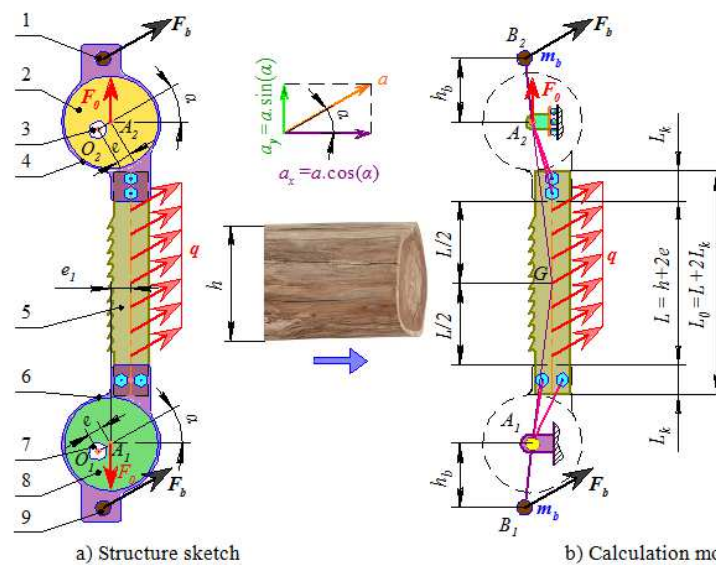 1
F_b
2
F_0
α
3
A_2
O_2
e
4
e_1
q
5
6
e
α
7
O_1
A_1
F_0
8
F_b
9
a) Structure sketch
a_y = a.sin(α)
a
α
a_x = a.cos(α)
h
B_2
m_b
F_b
h_b
F_0
A_2
L_k
L/2
G
q
L/2
L = h+2e
L_0 = L + 2L_k
A_1
L_k
h_b
F_b
B_1
m_b
b) Calculation mo